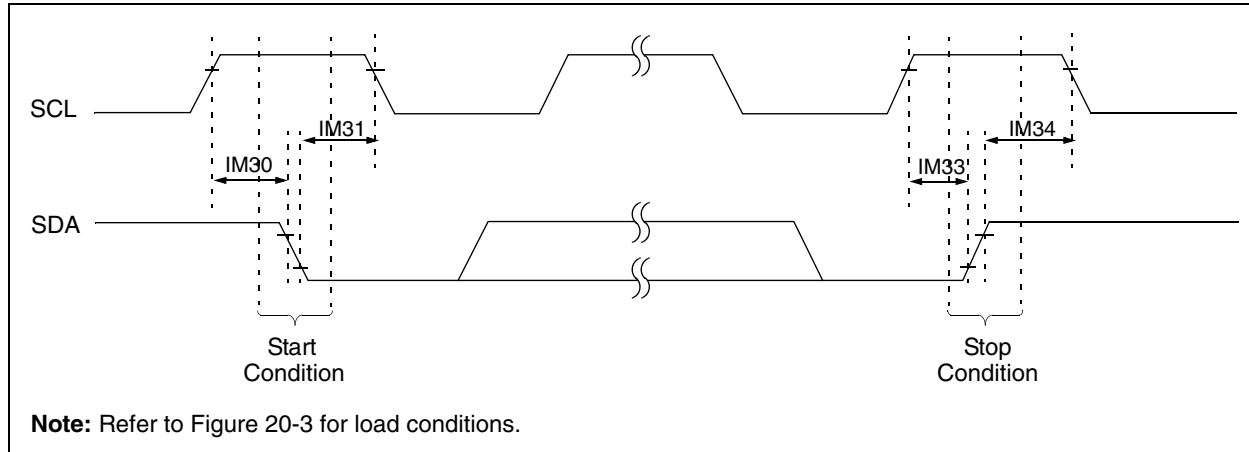 SCL
IM31
IM34
IM30
IM33
SDA
Start
Condition
Stop
Condition
Note: Refer to Figure 20-3 for load conditions.